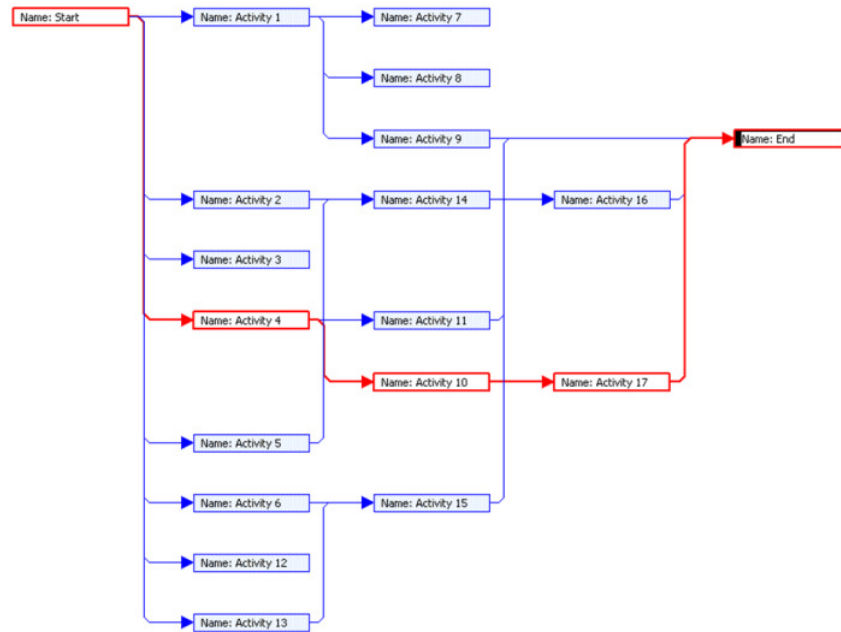 Name: Start
Name: Activity 1
Name: Activity 7
Name: Activity 8
Name: Activity 9
Name: End
Name: Activity 2
Name: Activity 14
Name: Activity 16
Name: Activity 3
Name: Activity 4
Name: Activity 11
Name: Activity 10
Name: Activity 17
Name: Activity 5
Name: Activity 6
Name: Activity 15
Name: Activity 12
Name: Activity 13